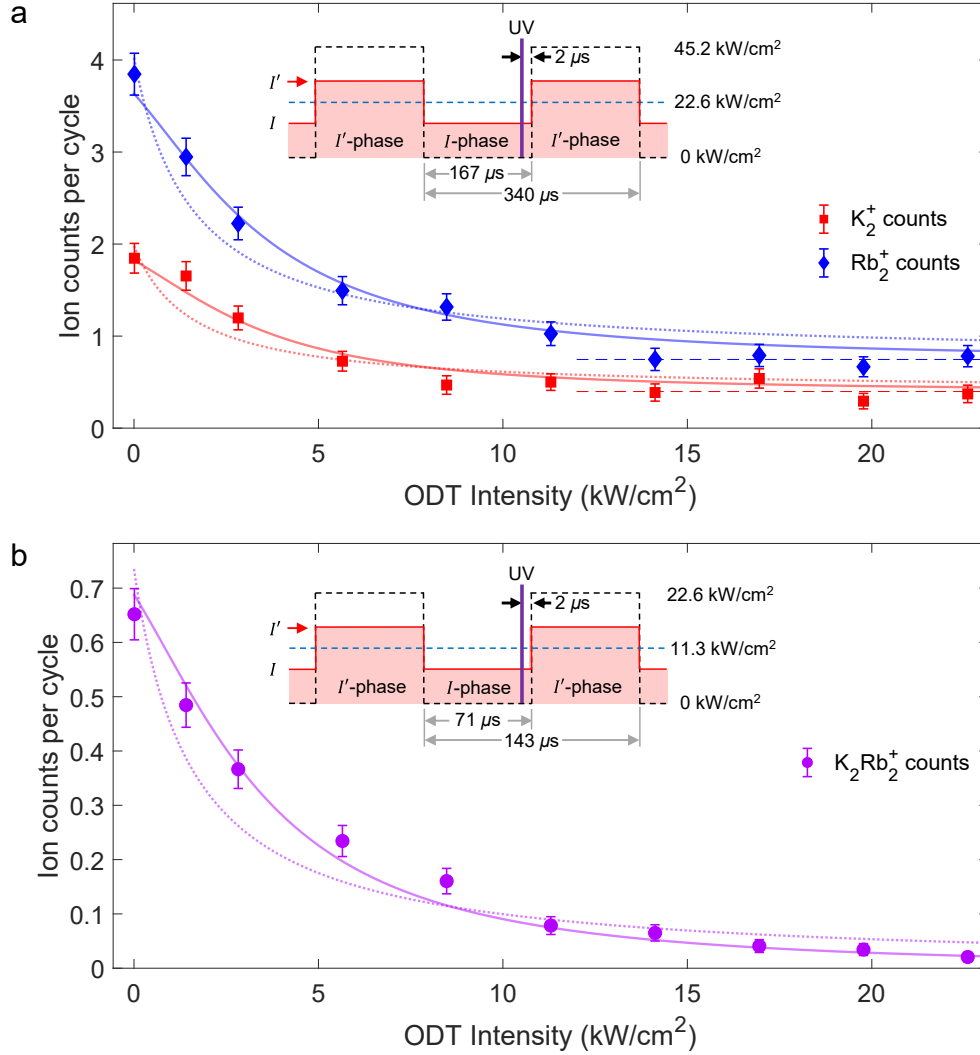 a
Ion counts per cycle
4
3
2
1
0
0 5 10 15 20
ODT Intensity (kW/cm²)
UV
2 µs
45.2 kW/cm²
I′
22.6 kW/cm²
I
I′-phase I-phase I′-phase
0 kW/cm²
167 µs
340 µs
K₂⁺ counts
Rb₂⁺ counts
b
Ion counts per cycle
0.7
0.6
0.5
0.4
0.3
0.2
0.1
0
0 5 10 15 20
ODT Intensity (kW/cm²)
UV
2 µs
22.6 kW/cm²
I′
11.3 kW/cm²
I
I′-phase I-phase I′-phase
0 kW/cm²
71 µs
143 µs
K₂Rb₂⁺ counts